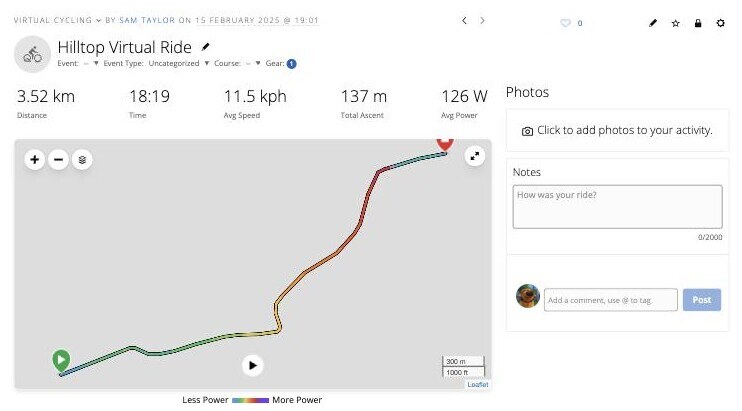 VIRTUAL CYCLING BY SAM TAYLOR ON 15 FEBRUARY 2025 @ 19:01
0
Hilltop Virtual Ride
Event: -- Event Type: Uncategorized Course: -- Gear: 1
3.52 km 18:19 11.5 kph 137 m 126 W
Distance Time Avg Speed Total Ascent Avg Power
Photos
Click to add photos to your activity.
Notes
How was your ride?
0/2000
Add a comment, use @ to tag Post
+ −
300 m
1000 ft
Leaflet
Less Power More Power